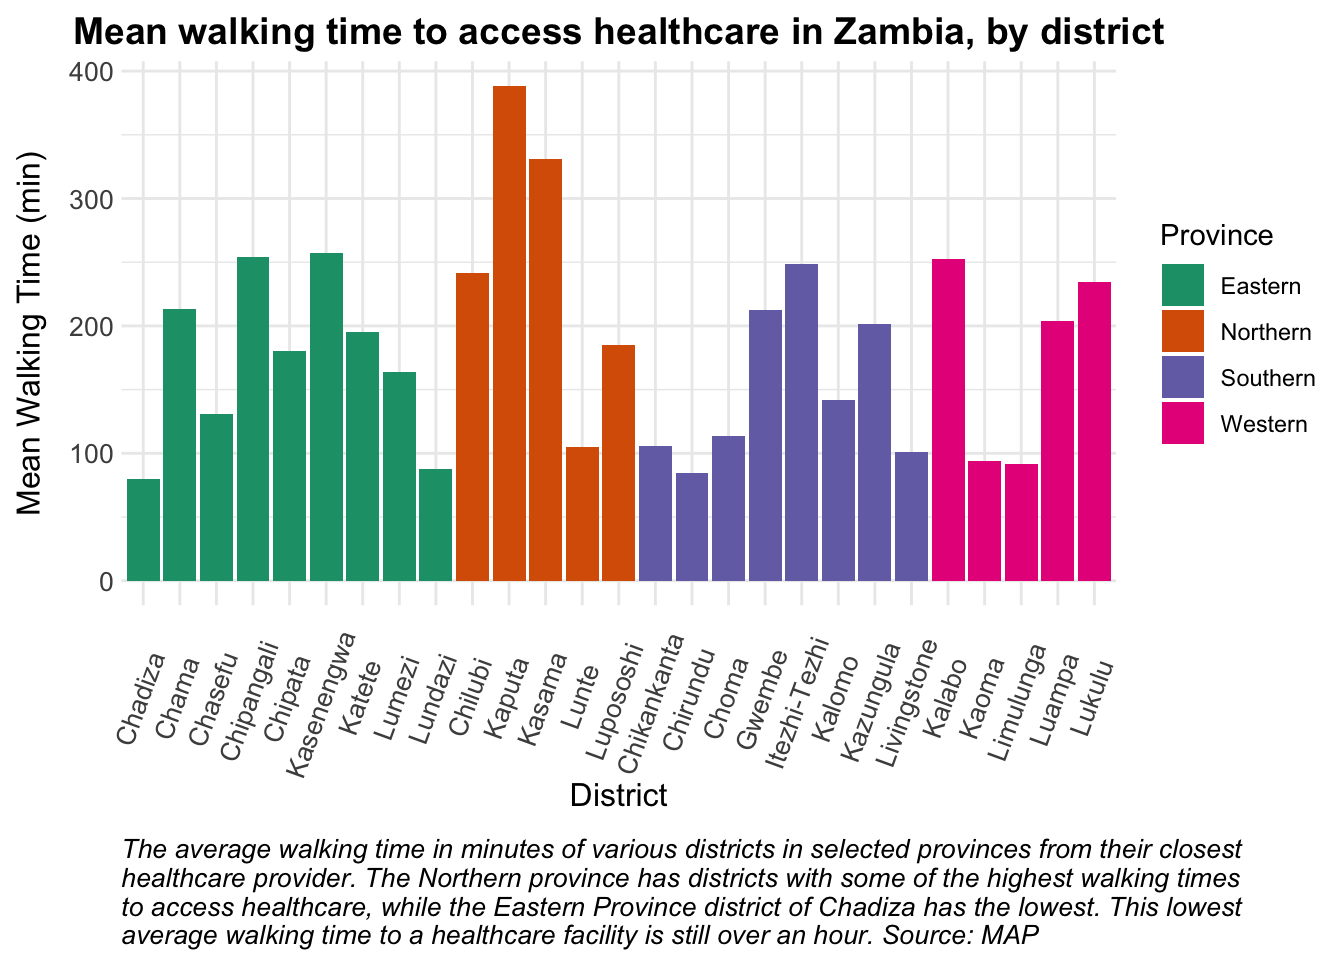 Mean walking time to access healthcare in Zambia, by district
Mean Walking Time (min)
400
300
200
100
0
Chadiza
Chama
Chasefu
Chipangali
Chipata
Kasenengwa
Katete
Lumezi
Lundazi
Chilubi
Kaputa
Kasama
Lunte
Lupososhi
Chikankanta
Chirundu
Choma
Gwembe
Itezhi-Tezhi
Kalomo
Kazungula
Livingstone
Kalabo
Kaoma
Limulunga
Luampa
Lukulu
District
Province
Eastern
Northern
Southern
Western
The average walking time in minutes of various districts in selected provinces from their closest
healthcare provider. The Northern province has districts with some of the highest walking times
to access healthcare, while the Eastern Province district of Chadiza has the lowest. This lowest
average walking time to a healthcare facility is still over an hour. Source: MAP